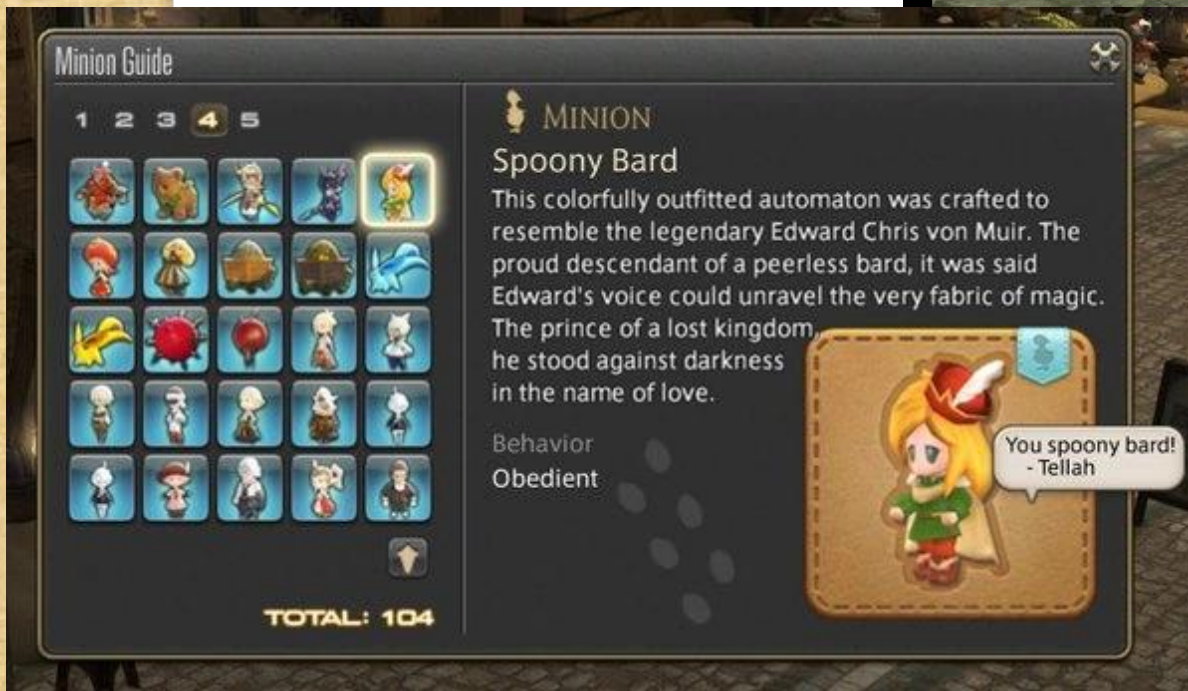 Minion Guide
1 2 3 4 5
TOTAL: 104
MINION
Spoony Bard
This colorfully outfitted automaton was crafted to
resemble the legendary Edward Chris von Muir. The
proud descendant of a peerless bard, it was said
Edward's voice could unravel the very fabric of magic.
The prince of a lost kingdom,
he stood against darkness
in the name of love.
Behavior
Obedient
You spoony bard!
- Tellah